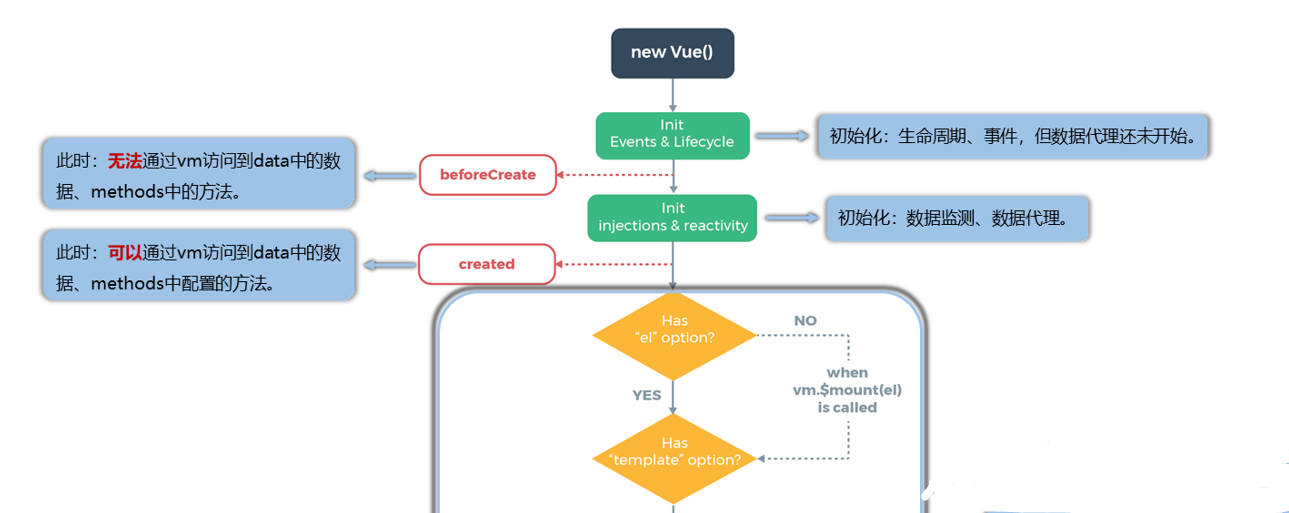 new Vue()
Init
Events & Lifecycle
初始化：生命周期、事件，但数据代理还未开始。
此时：无法通过vm访问到data中的数
据、methods中的方法。
beforeCreate
Init
injections & reactivity
初始化：数据监测、数据代理。
此时：可以通过vm访问到data中的数
据、methods中配置的方法。
created
Has
“el” option?
NO
when
vm.$mount(el)
is called
YES
Has
“template” option?